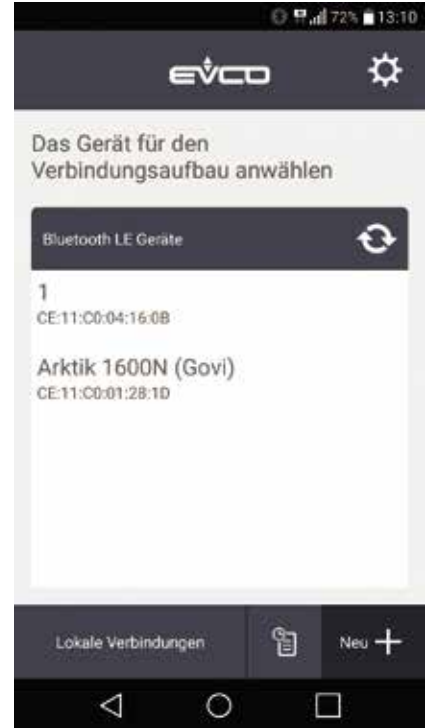 72% 13:10
EVCO
Das Gerät für den
Verbindungsaufbau anwählen
Bluetooth LE Geräte
1
CE:11:C0:04:16:0B
Arktik 1600N (Govi)
CE:11:C0:01:28:1D
Lokale Verbindungen
Neu